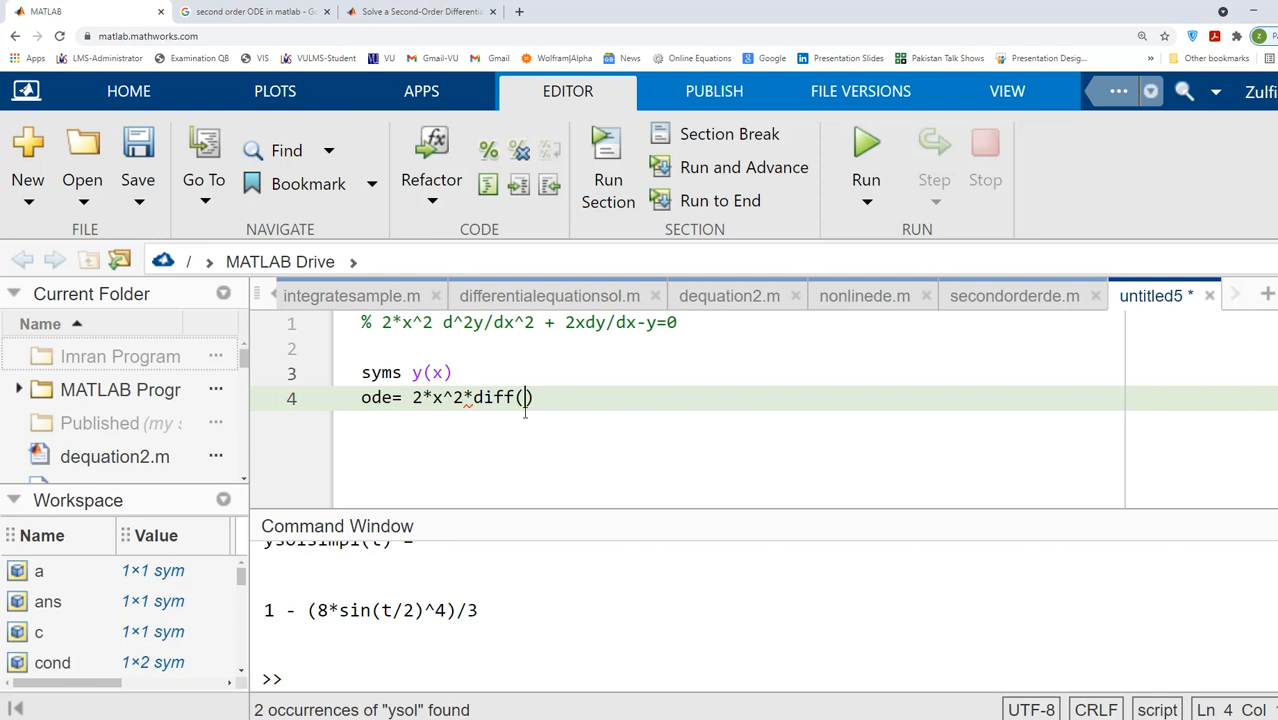 MATLAB
second order ODE in matlab - Go
Solve a Second-Order Differenti
matlab.mathworks.com
Apps
LMS-Administrator
Examination QB
VIS
VULMS-Student
VU
Gmail-VU
Gmail
Wolfram|Alpha
News
Online Equations
Google
Presentation Slides
Pakistan Talk Shows
Presentation Desig...
Other bookmarks
HOME
PLOTS
APPS
EDITOR
PUBLISH
FILE VERSIONS
VIEW
Zulfi
New
Open
Save
Go To
Find
Bookmark
Refactor
Run Section
Section Break
Run and Advance
Run to End
Run
Step
Stop
FILE
NAVIGATE
CODE
SECTION
RUN
/ MATLAB Drive
Current Folder
Name
Imran Program
MATLAB Progr
Published (my s
dequation2.m
integratesample.m
differentialequationsol.m
dequation2.m
nonlinede.m
secondorderde.m
untitled5 *
1 % 2*x^2 d^2y/dx^2 + 2xdy/dx-y=0
2
3 syms y(x)
4 ode= 2*x^2*diff()
Workspace
Name Value
a 1×1 sym
ans 1×1 sym
c 1×1 sym
cond 1×2 sym
Command Window
ysolsimpl(t) =
1 - (8*sin(t/2)^4)/3
>>
2 occurrences of "ysol" found
UTF-8
CRLF
script
Ln 4 Col